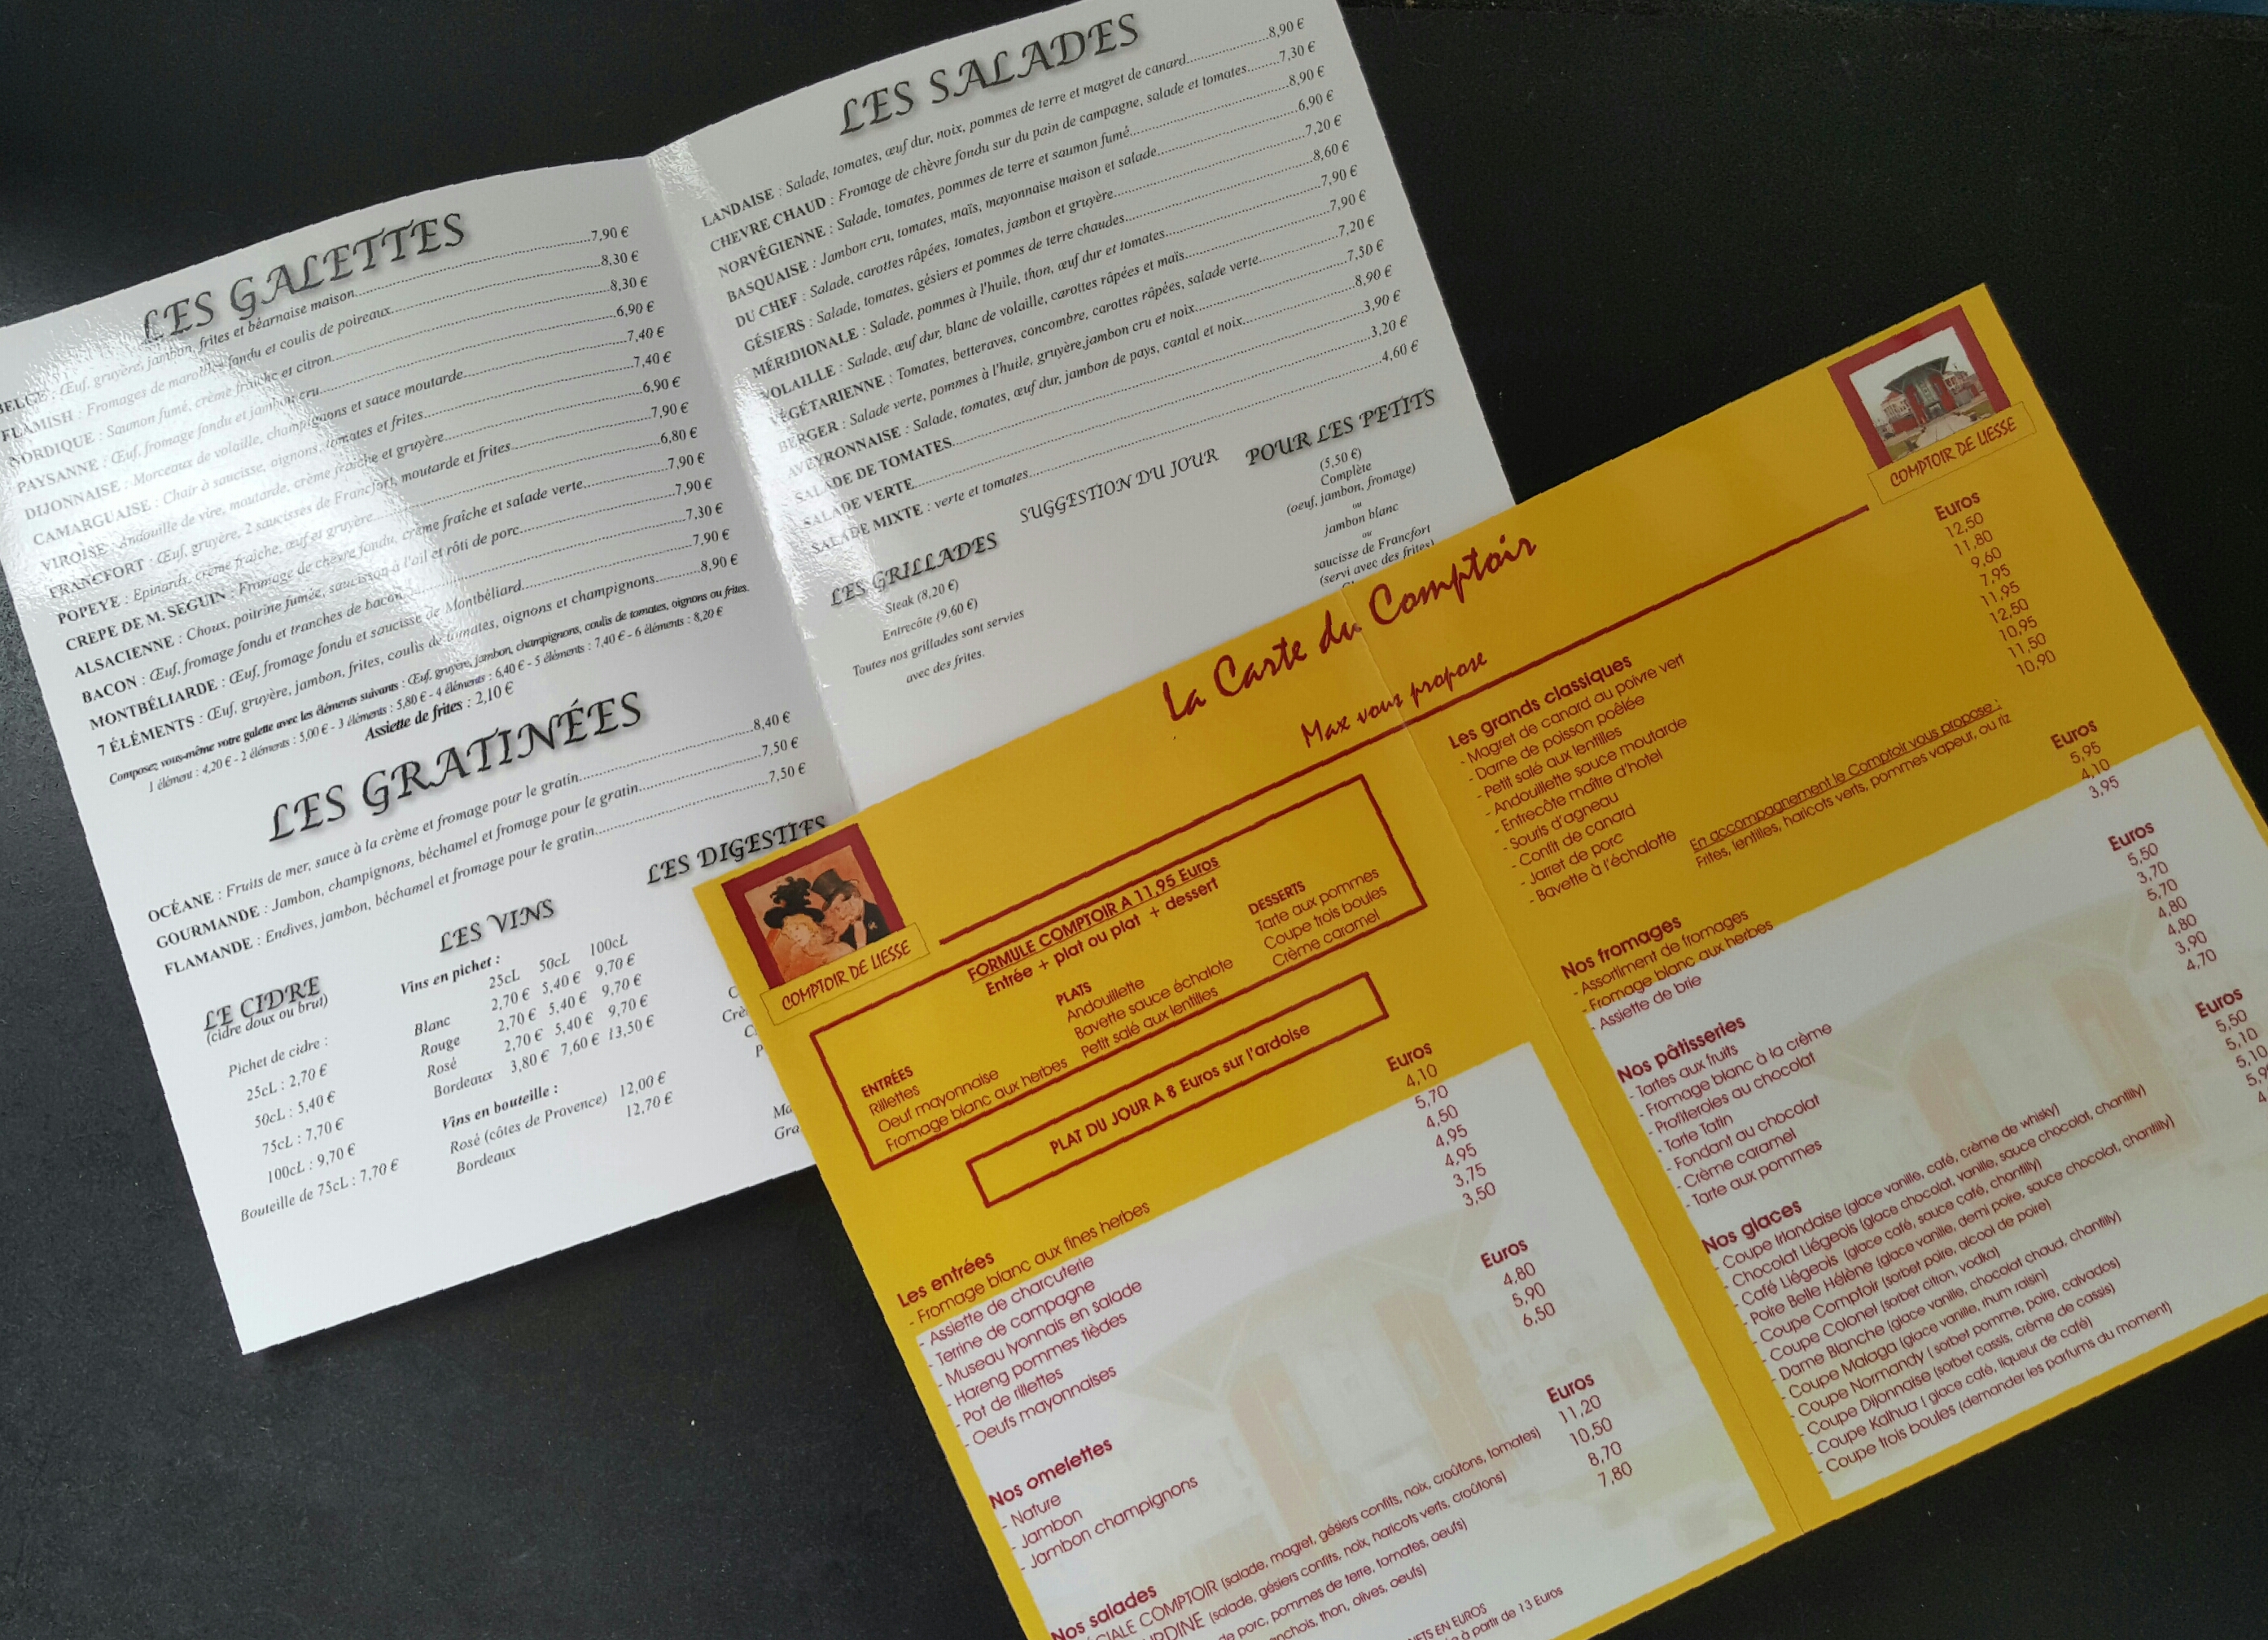 LES GALETTES
BELGE : Œuf, gruyère, jambon, frites et béarnaise maison 7,90 €
FLAMISH : Fromages de maroilles fondu et coulis de poireaux 8,30 €
NORDIQUE : Saumon fumé, crème fraîche et citron 8,30 €
PAYSANNE : Œuf, fromage fondu et jambon cru 6,90 €
DIJONNAISE : Morceaux de volaille, champignons et sauce moutarde 7,40 €
CAMARGUAISE : Chair à saucisse, oignons, tomates et frites 7,40 €
VIROISE : Andouille de vire, moutarde, crème fraîche et gruyère 6,90 €
FRANCFORT : Œuf, gruyère, 2 saucisses de Francfort, moutarde et frites 7,90 €
POPEYE : Epinards, crème fraîche, œuf et gruyère 6,80 €
CREPE DE M. SEGUIN : Fromage de chèvre fondu, crème fraîche et salade verte 7,90 €
ALSACIENNE : Choux, poitrine fumée, saucisson à l'ail et rôti de porc 7,90 €
BACON : Œuf, fromage fondu et tranches de bacon 7,30 €
MONTBÉLIARDE : Œuf, fromage fondu et saucisse de Montbéliard 7,90 €
7 ÉLÉMENTS : Œuf, gruyère, jambon, frites, coulis de tomates, oignons et champignons 8,90 €
Composez vous-même votre galette avec les éléments suivants : Œuf, gruyère, jambon, champignons, coulis de tomates, oignons ou frites.
1 élément : 4,20 € - 2 éléments : 5,00 € - 3 éléments : 5,80 € - 4 éléments : 6,40 € - 5 éléments : 7,40 € - 6 éléments : 8,20 €
Assiette de frites : 2,10 €
LES GRATINÉES
OCÉANE : Fruits de mer, sauce à la crème et fromage pour le gratin 8,40 €
GOURMANDE : Jambon, champignons, béchamel et fromage pour le gratin 7,50 €
FLAMANDE : Endives, jambon, béchamel et fromage pour le gratin 7,50 €
LE CIDRE
(cidre doux ou brut)
Pichet de cidre :
25cL : 2,70 €
50cL : 5,40 €
75cL : 7,70 €
100cL : 9,70 €
Bouteille de 75cL : 7,70 €
LES VINS
Vins en pichet :
25cL 50cL 100cL
Blanc 2,70 € 5,40 € 9,70 €
Rouge 2,70 € 5,40 € 9,70 €
Rosé 2,70 € 5,40 € 9,70 €
Bordeaux 3,80 € 7,60 € 13,50 €
Vins en bouteille :
Rosé (côtes de Provence) 12,00 €
Bordeaux 12,70 €
LES DIGESTIFS
LES SALADES
LANDAISE : Salade, tomates, œuf dur, noix, pommes de terre et magret de canard 8,90 €
CHEVRE CHAUD : Fromage de chèvre fondu sur du pain de campagne, salade et tomates 7,30 €
NORVÉGIENNE : Salade, tomates, pommes de terre et saumon fumé 8,90 €
BASQUAISE : Jambon cru, tomates, maïs, mayonnaise maison et salade 6,90 €
DU CHEF : Salade, carottes râpées, tomates, jambon et gruyère 7,20 €
GÉSIERS : Salade, tomates, gésiers et pommes de terre chaudes 8,60 €
MÉRIDIONALE : Salade, pommes à l'huile, thon, œuf dur et tomates 7,90 €
VOLAILLE : Salade, œuf dur, blanc de volaille, carottes râpées et maïs 7,90 €
VÉGÉTARIENNE : Tomates, betteraves, concombre, carottes râpées, salade verte 7,20 €
BERGER : Salade verte, pommes à l'huile, gruyère,jambon cru et noix 7,50 €
AVEYRONNAISE : Salade, tomates, œuf dur, jambon de pays, cantal et noix 8,90 €
SALADE DE TOMATES 3,90 €
SALADE VERTE 3,20 €
SALADE MIXTE : verte et tomates 4,60 €
LES GRILLADES
Steak (8,20 €)
Entrecôte (9,60 €)
Toutes nos grillades sont servies
avec des frites.
SUGGESTION DU JOUR
POUR LES PETITS
(5,50 €)
Complète
(oeuf, jambon, fromage)
ou
jambon blanc
ou
saucisse de Francfort
(servi avec des frites)
La Carte du Comptoir
Max vous propose
COMPTOIR DE LIESSE
COMPTOIR DE LIESSE
FORMULE COMPTOIR A 11,95 Euros
Entrée + plat ou plat + dessert
ENTRÉES
Rillettes
Oeuf mayonnaise
Fromage blanc aux herbes
PLATS
Andouillette
Bavette sauce échalote
Petit salé aux lentilles
DESSERTS
Tarte aux pommes
Coupe trois boules
Crème caramel
PLAT DU JOUR A 8 Euros sur l'ardoise
Les entrées Euros
- Fromage blanc aux fines herbes 4,10
- Assiette de charcuterie 5,70
- Terrine de campagne 4,50
- Museau lyonnais en salade 4,95
- Hareng pommes tièdes 4,95
- Pot de rillettes 3,75
- Oeufs mayonnaises 3,50
Nos omelettes Euros
- Nature 4,80
- Jambon 5,90
- Jambon champignons 6,50
Nos salades Euros
CIALE COMPTOIR (salade, magret, gésiers confits, noix, croûtons, tomates) 11,20
RDINE (salade, gésiers confits, noix, haricots verts, croûtons) 10,50
de porc, pommes de terre, tomates, oeufs) 8,70
anchois, thon, olives, oeufs) 7,80
NETS EN EUROS
à partir de 13 Euros
Les grands classiques Euros
- Magret de canard au poivre vert 12,50
- Darne de poisson poêlée 11,80
- Petit salé aux lentilles 9,60
- Andouillette sauce moutarde 7,95
- Entrecôte maître d'hotel 11,95
- Souris d'agneau 12,50
- Confit de canard 10,95
- Jarret de porc 11,50
- Bavette à l'échalotte 10,90
En accompagnement le Comptoir vous propose :
Frites, lentilles, haricots verts, pommes vapeur, ou riz
Nos fromages Euros
- Assortiment de fromages 5,95
- Fromage blanc aux herbes 4,10
- Assiette de brie 3,95
Nos pâtisseries Euros
- Tartes aux fruits 5,50
- Fromage blanc à la crème 3,70
- Profiteroles au chocolat 5,70
- Tarte Tatin 4,80
- Fondant au chocolat 4,80
- Crème caramel 3,90
- Tarte aux pommes 4,70
Nos glaces Euros
- Coupe Irlandaise (glace vanille, café, crème de whisky) 5,50
- Chocolat Liégeois (glace chocolat, vanille, sauce chocolat, chantilly) 5,10
- Café Liégeois (glace café, sauce café, chantilly) 5,10
- Poire Belle Hélène (glace vanille, demi poire, sauce chocolat, chantilly)
- Coupe Comptoir (sorbet poire, alcool de poire)
- Coupe Colonel (sorbet citron, vodka)
- Dame Blanche (glace vanille, chocolat chaud, chantilly)
- Coupe Malaga (glace vanille, rhum raisin)
- Coupe Normandy ( sorbet pomme, poire, calvados)
- Coupe Dijonnaise (sorbet cassis, crème de cassis)
- Coupe Kalhua ( glace café, liqueur de café)
- Coupe trois boules (demander les parfums du moment)